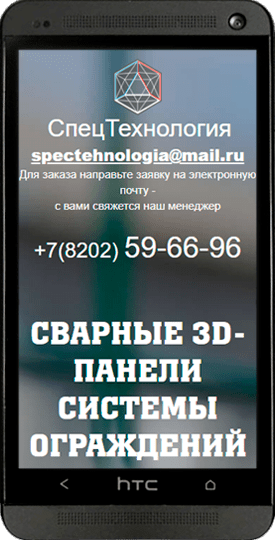 СпецТехнология
spectehnologia@mail.ru
Для заказа направьте заявку на электронную
почту -
с вами свяжется наш менеджер
+7(8202) 59-66-96
СВАРНЫЕ 3D-
ПАНЕЛИ
СИСТЕМЫ
ОГРАЖДЕНИЙ
hTC